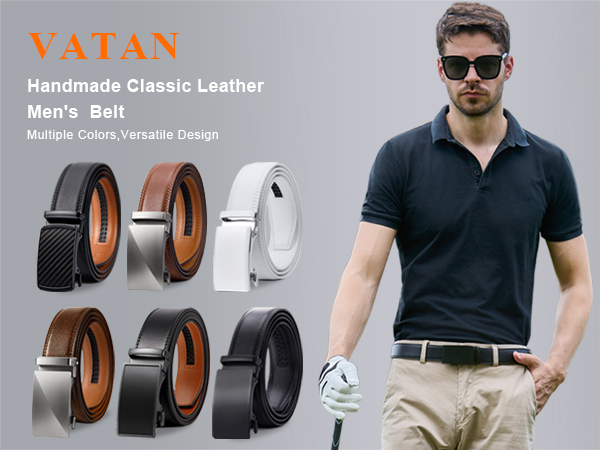 VATAN
Handmade Classic Leather
Men's  Belt
Multiple Colors,Versatile Design